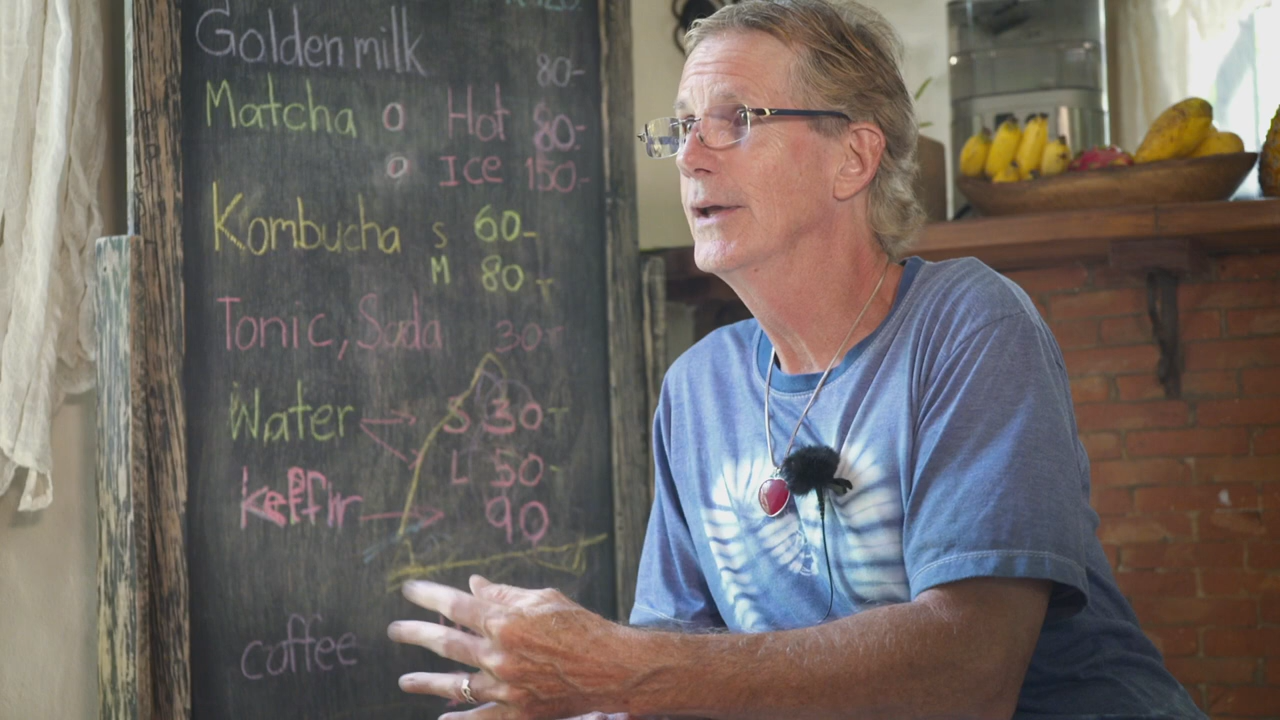 Golden milk 80-
Matcha o Hot 80-
o Ice 150-
Kombucha S 60-
M 80-
Tonic, Soda 30-
Water S 30-
L 50-
keffir 90
coffee